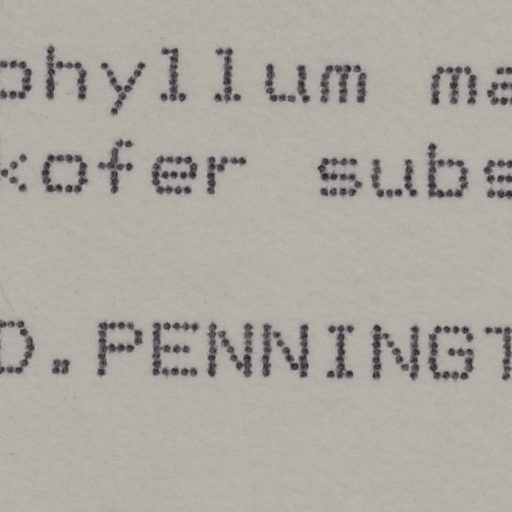 phyllum ma
kofer subs
D.PENNINGT